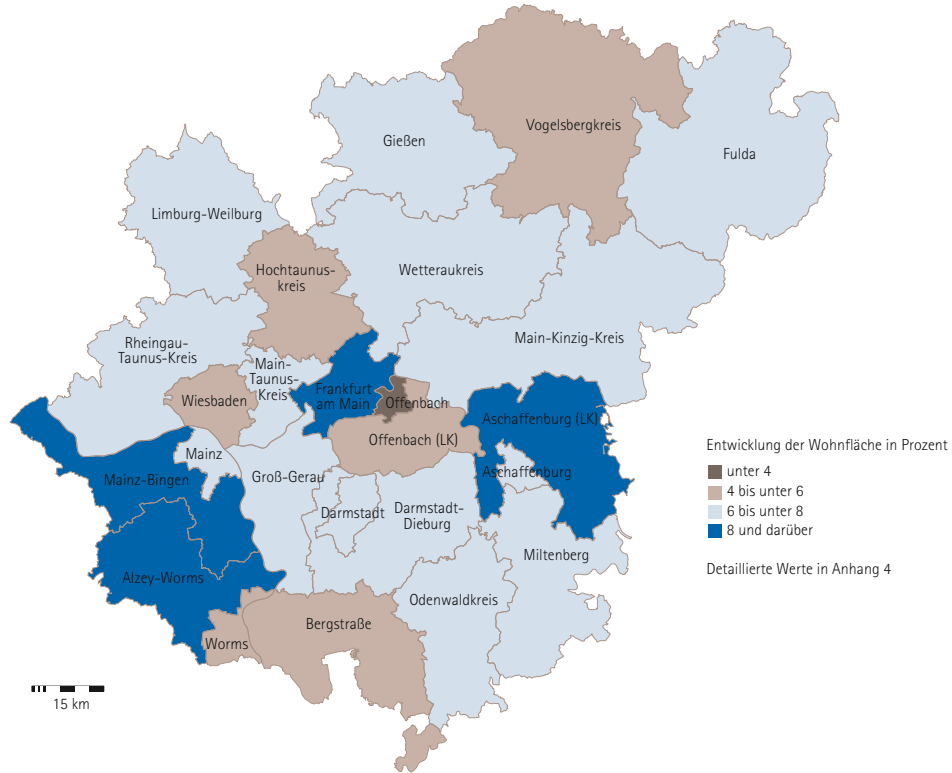 Vogelsbergkreis
Gießen
Fulda
Limburg-Weilburg
Hochtaunus-
kreis
Wetteraukreis
Rheingau-
Taunus-Kreis
Main-
Taunus-
Kreis
Main-Kinzig-Kreis
Wiesbaden
Frankfurt
am Main
Offenbach
Aschaffenburg (LK)
Offenbach (LK)
Mainz
Mainz-Bingen
Groß-Gerau
Aschaffenburg
Darmstadt
Darmstadt-
Dieburg
Miltenberg
Alzey-Worms
Odenwaldkreis
Bergstraße
Worms
Entwicklung der Wohnfläche in Prozent
unter 4
4 bis unter 6
6 bis unter 8
8 und darüber
Detaillierte Werte in Anhang 4
15 km